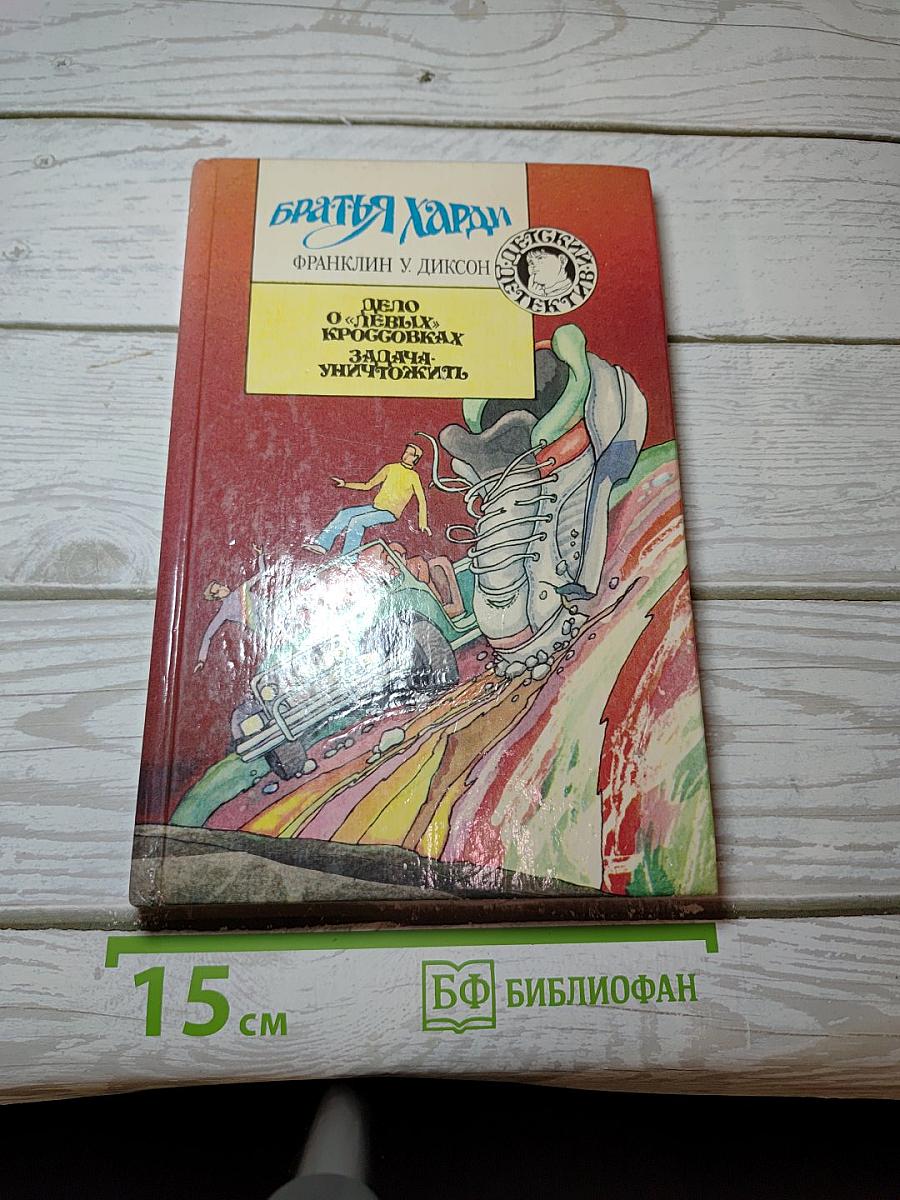 БРАТЬЯ ХАРДИ
ФРАНКЛИН У. ДИКСОН
ДЕТСКИЙ ДЕТЕКТИВ
ДЕЛО
О «ЛЕВЫХ»
КРОССОВКАХ
ЗАДАЧА-
УНИЧТОЖИТЬ
15 см
БФ БИБЛИОФАН